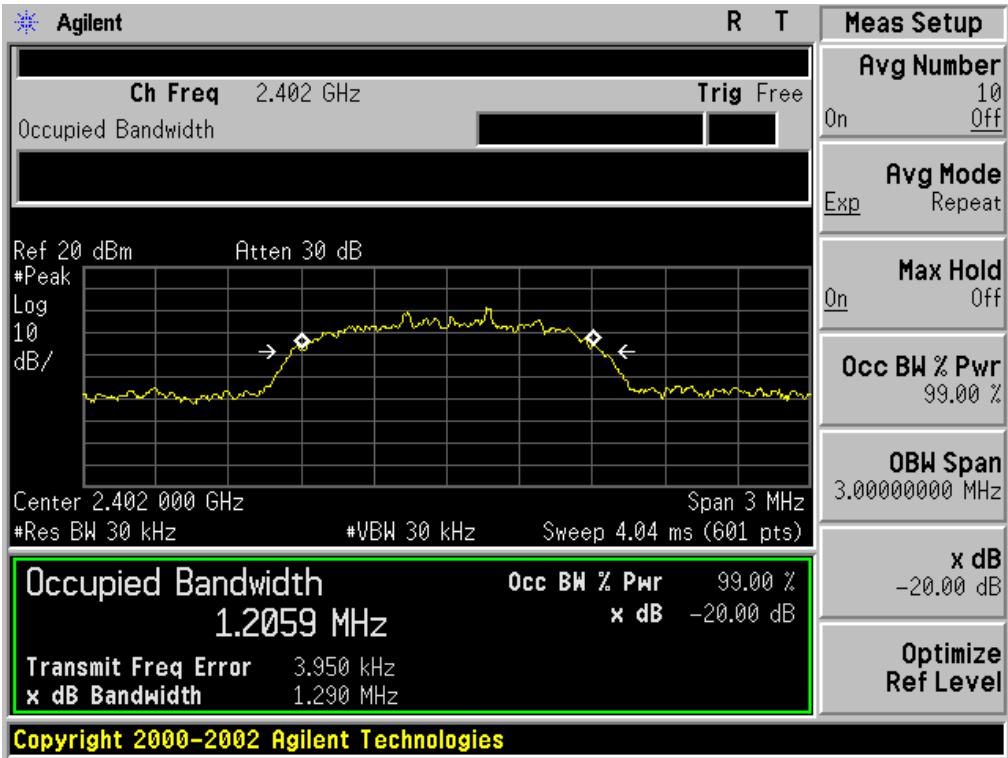 Agilent R T
Ch Freq 2.402 GHz Trig Free
Occupied Bandwidth
Ref 20 dBm Atten 30 dB
#Peak
Log
10
dB/
Center 2.402 000 GHz Span 3 MHz
#Res BW 30 kHz #VBW 30 kHz Sweep 4.04 ms (601 pts)
Occupied Bandwidth Occ BW % Pwr 99.00 %
1.2059 MHz x dB -20.00 dB
Transmit Freq Error 3.950 kHz
x dB Bandwidth 1.290 MHz
Copyright 2000-2002 Agilent Technologies
Meas Setup
Avg Number
10
On Off
Avg Mode
Exp Repeat
Max Hold
On Off
Occ BW % Pwr
99.00 %
OBW Span
3.00000000 MHz
x dB
-20.00 dB
Optimize
Ref Level